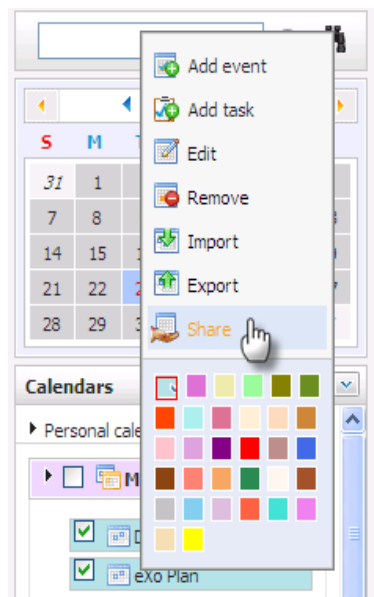 Add event
Add task
S M
Edit
31 1
Remove
7 8
14 15
Import
21 22
Export
28 29
Share
Calendars
Personal
eXo Plan